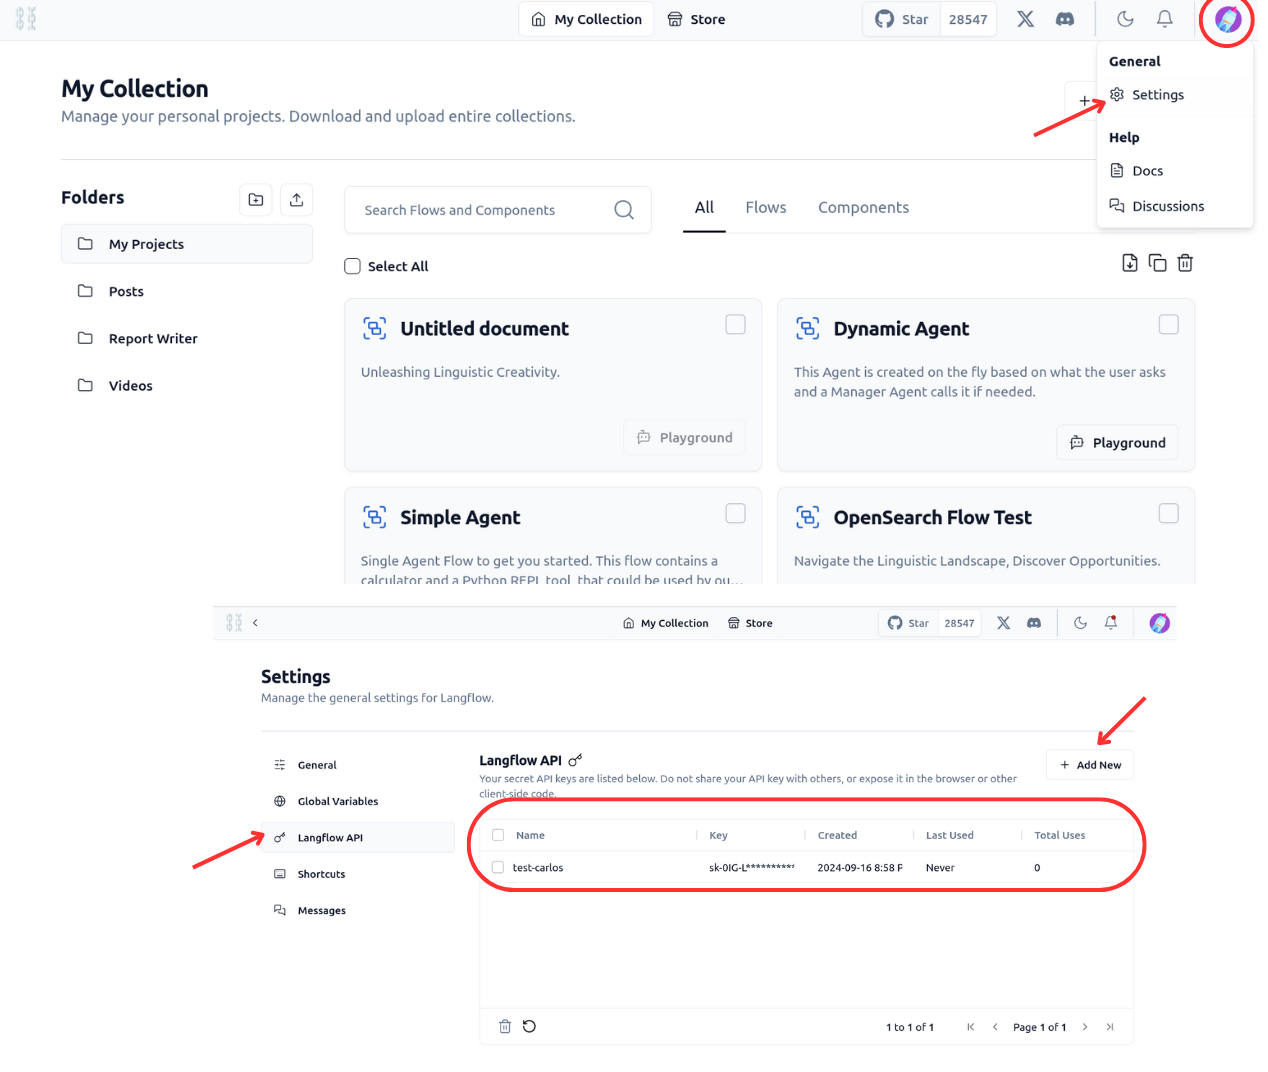 My Collection
Store
Star
28547
General
Settings
Help
Docs
Discussions
My Collection
Manage your personal projects. Download and upload entire collections.
+
Folders
My Projects
Posts
Report Writer
Videos
Search Flows and Components
All
Flows
Components
Select All
Untitled document
Unleashing Linguistic Creativity.
Playground
Dynamic Agent
This Agent is created on the fly based on what the user asks
and a Manager Agent calls it if needed.
Playground
Simple Agent
Single Agent Flow to get you started. This flow contains a
calculator and a Python REPL tool, that could be used by ou...
OpenSearch Flow Test
Navigate the Linguistic Landscape, Discover Opportunities.
My Collection
Store
Star
28547
Settings
Manage the general settings for Langflow.
General
Global Variables
Langflow API
Shortcuts
Messages
Langflow API
Your secret API keys are listed below. Do not share your API key with others, or expose it in the browser or other
client-side code.
+ Add New
Name Key Created Last Used Total Uses
test-carlos sk-0IG-L********* 2024-09-16 8:58 P Never 0
1 to 1 of 1
Page 1 of 1